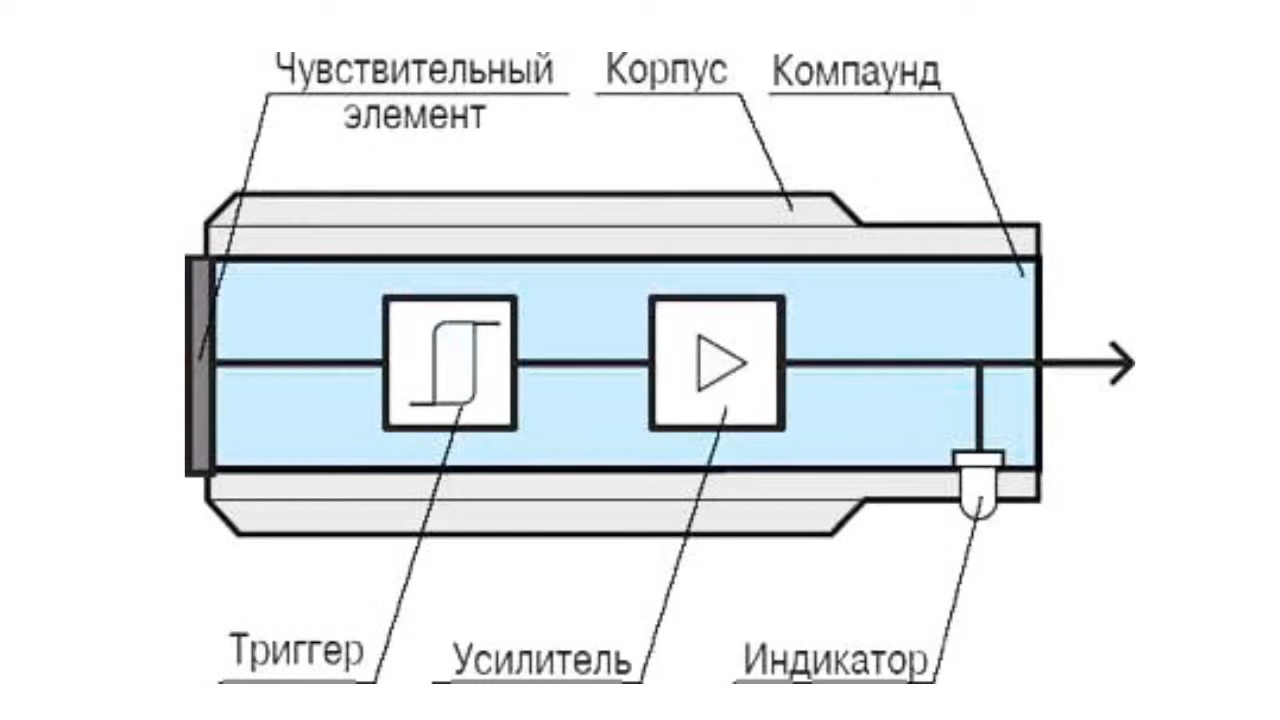 Чувствительный
элемент
Корпус
Компаунд
Триггер
Усилитель
Индикатор